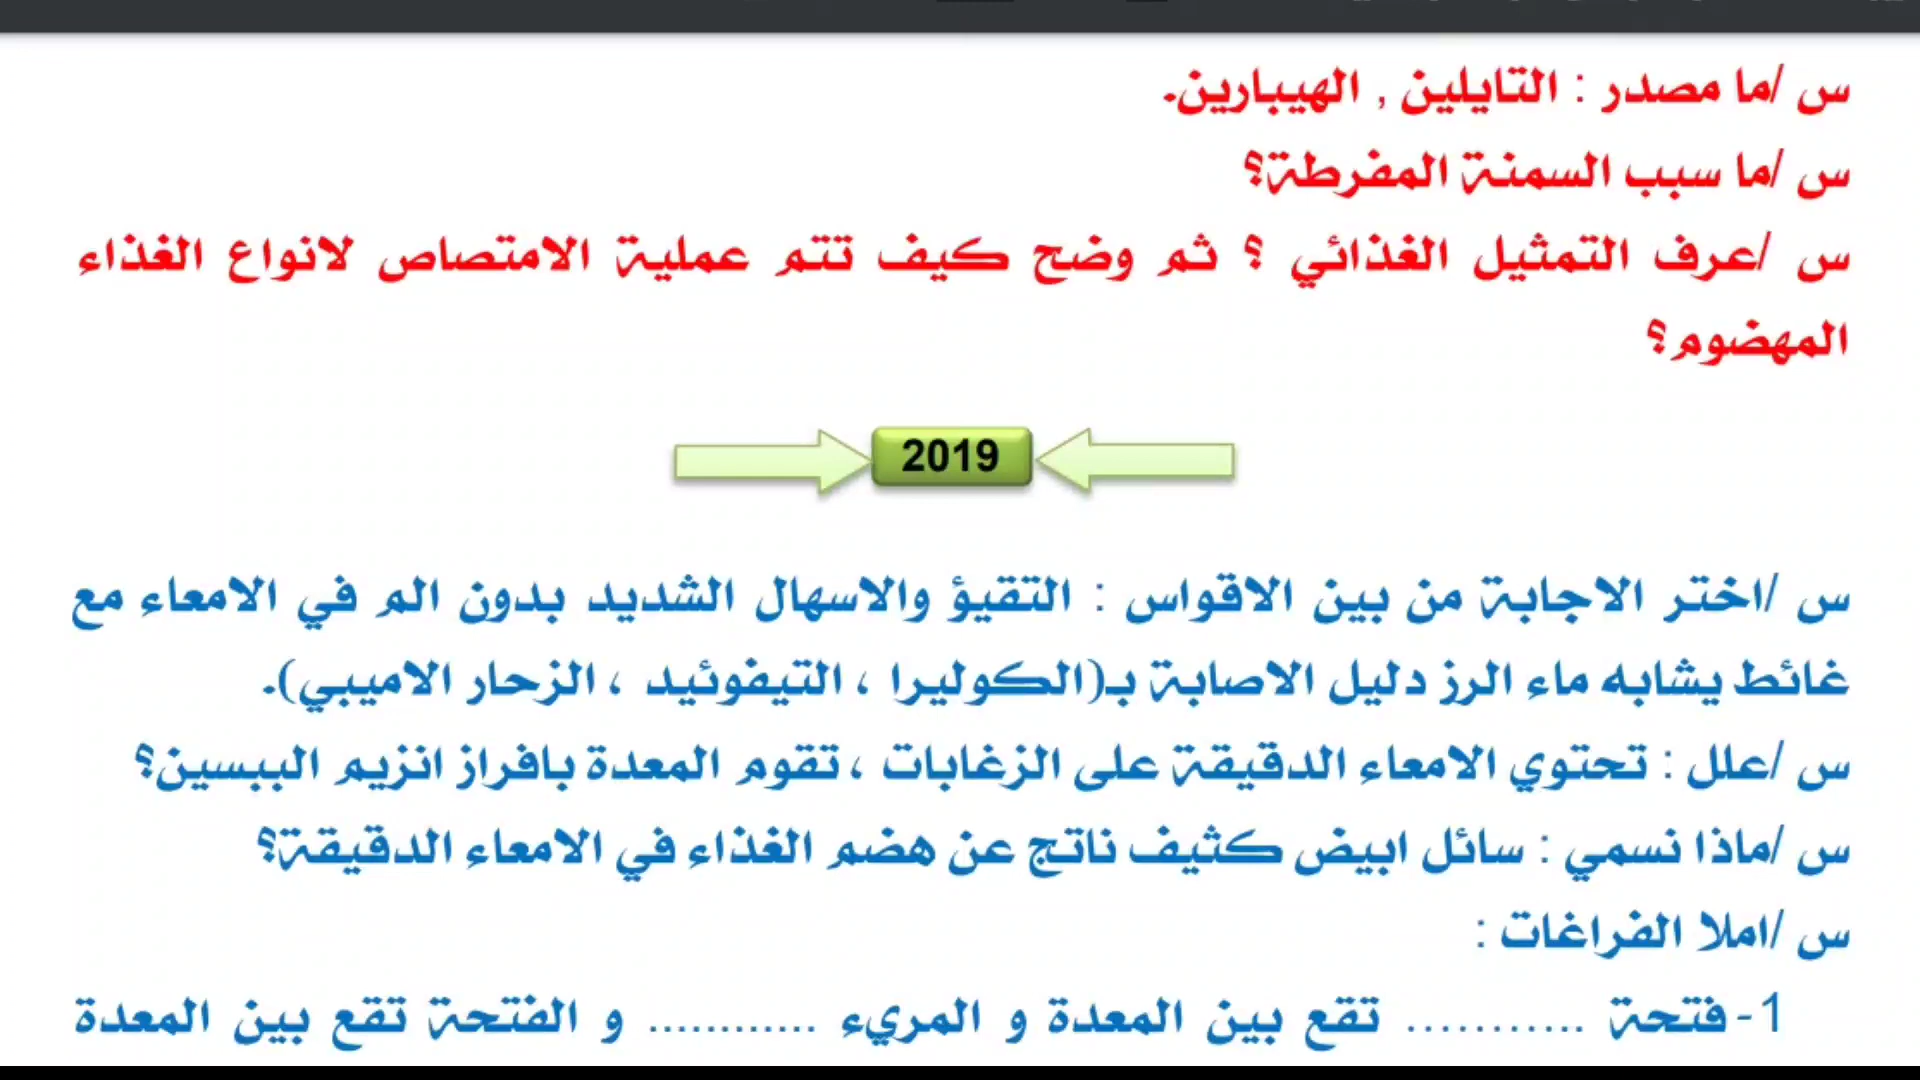 س /ما مصدر : التايلين , الهيبارين.
س /ما سبب السمنة المفرطة؟
س /عرف التمثيل الغذائي ؟ ثم وضح كيف تتم عملية الامتصاص لانواع الغذاء
المهضوم؟
2019
س /اختر الاجابة من بين الاقواس : التقيؤ والاسهال الشديد بدون الم في الامعاء مع
غائط يشابه ماء الرز دليل الاصابة بـ(الكوليرا ، التيفوئيد ، الزحار الاميبي).
س /علل : تحتوي الامعاء الدقيقة على الزغابات ، تقوم المعدة بافراز انزيم الببسين؟
س /ماذا نسمي : سائل ابيض كثيف ناتج عن هضم الغذاء في الامعاء الدقيقة؟
س /املا الفراغات :
1- فتحة ........... تقع بين المعدة و المريء ............ و الفتحة تقع بين المعدة